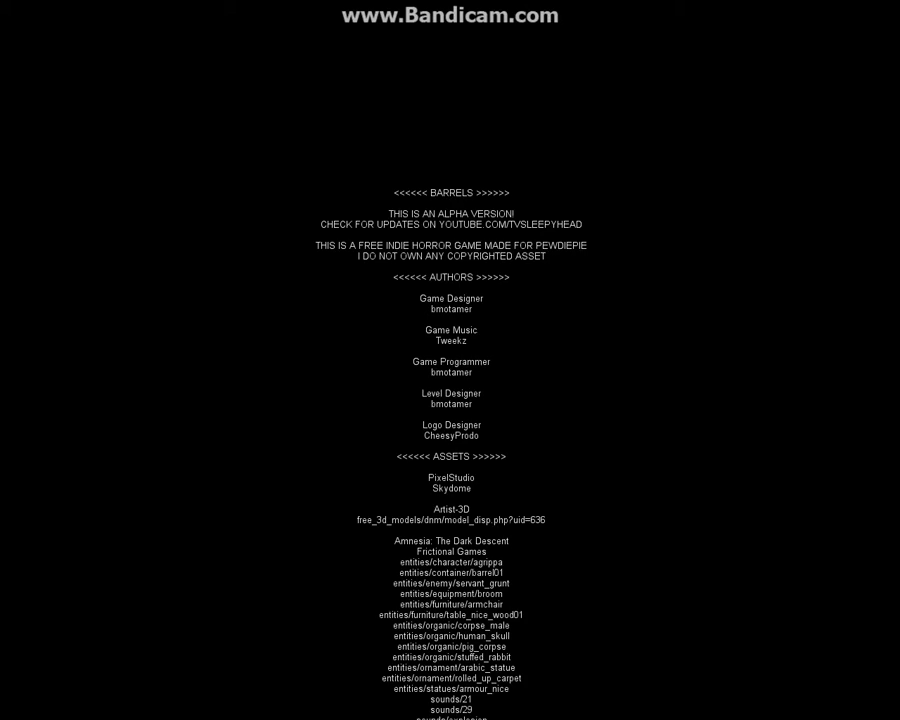 www.Bandicam.com
<<<<<< BARRELS >>>>>>
THIS IS AN ALPHA VERSION!
CHECK FOR UPDATES ON YOUTUBE.COM/TVSLEEPYHEAD
THIS IS A FREE INDIE HORROR GAME MADE FOR PEWDIEPIE
I DO NOT OWN ANY COPYRIGHTED ASSET
<<<<<< AUTHORS >>>>>>
Game Designer
bmotamer
Game Music
Tweekz
Game Programmer
bmotamer
Level Designer
bmotamer
Logo Designer
CheesyProdo
<<<<<< ASSETS >>>>>>
PixelStudio
Skydome
Artist-3D
free_3d_models/dnm/model_disp.php?uid=636
Amnesia: The Dark Descent
Frictional Games
entities/character/agrippa
entities/container/barrel01
entities/enemy/servant_grunt
entities/equipment/broom
entities/furniture/armchair
entities/furniture/table_nice_wood01
entities/organic/corpse_male
entities/organic/human_skull
entities/organic/pig_corpse
entities/organic/stuffed_rabbit
entities/ornament/arabic_statue
entities/ornament/rolled_up_carpet
entities/statues/armour_nice
sounds/21
sounds/29
sounds/explosion